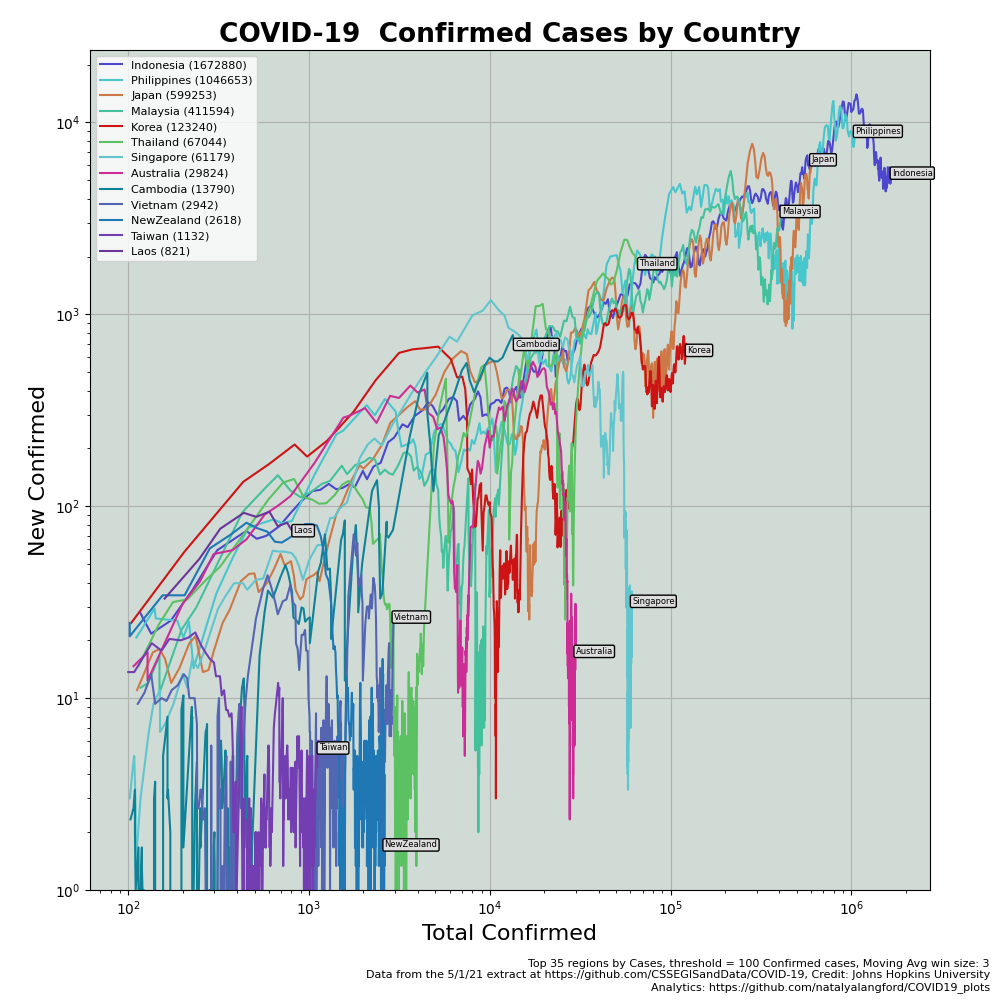 COVID-19  Confirmed Cases by Country
Indonesia (1672880)
Philippines (1046653)
Japan (599253)
Malaysia (411594)
Korea (123240)
Thailand (67044)
Singapore (61179)
Australia (29824)
Cambodia (13790)
Vietnam (2942)
NewZealand (2618)
Taiwan (1132)
Laos (821)
New Confirmed
10⁴
10³
10²
10¹
10⁰
Philippines
Japan
Indonesia
Malaysia
Thailand
Cambodia
Korea
Laos
Singapore
Vietnam
Australia
Taiwan
NewZealand
10²
10³
10⁴
10⁵
10⁶
Total Confirmed
Top 35 regions by Cases, threshold = 100 Confirmed cases, Moving Avg win size: 3
Data from the 5/1/21 extract at https://github.com/CSSEGISandData/COVID-19, Credit: Johns Hopkins University
Analytics: https://github.com/natalyalangford/COVID19_plots